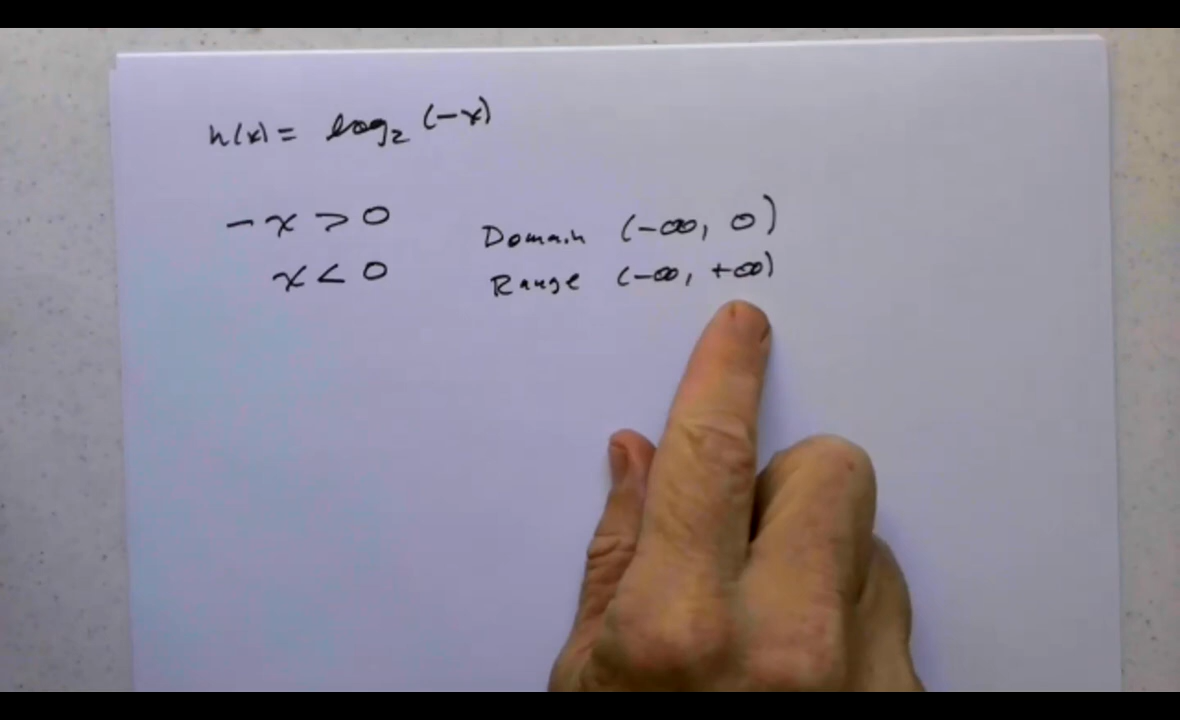 h(x) = log₂ (-x)
-x > 0
x < 0
Domain (-∞, 0)
Range (-∞, +∞)